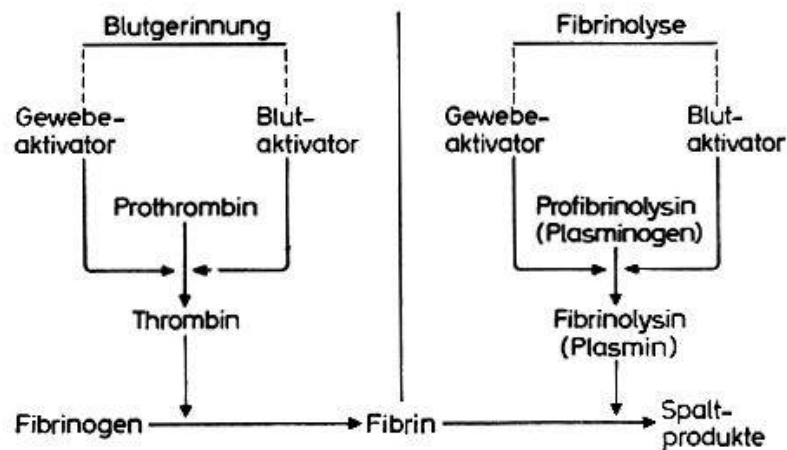 Blutgerinnung
Gewebe-
aktivator
Blut-
aktivator
Prothrombin
Thrombin
Fibrinogen
Fibrin
Fibrinolyse
Gewebe-
aktivator
Blut-
aktivator
Profibrinolysin
(Plasminogen)
Fibrinolysin
(Plasmin)
Spalt-
produkte